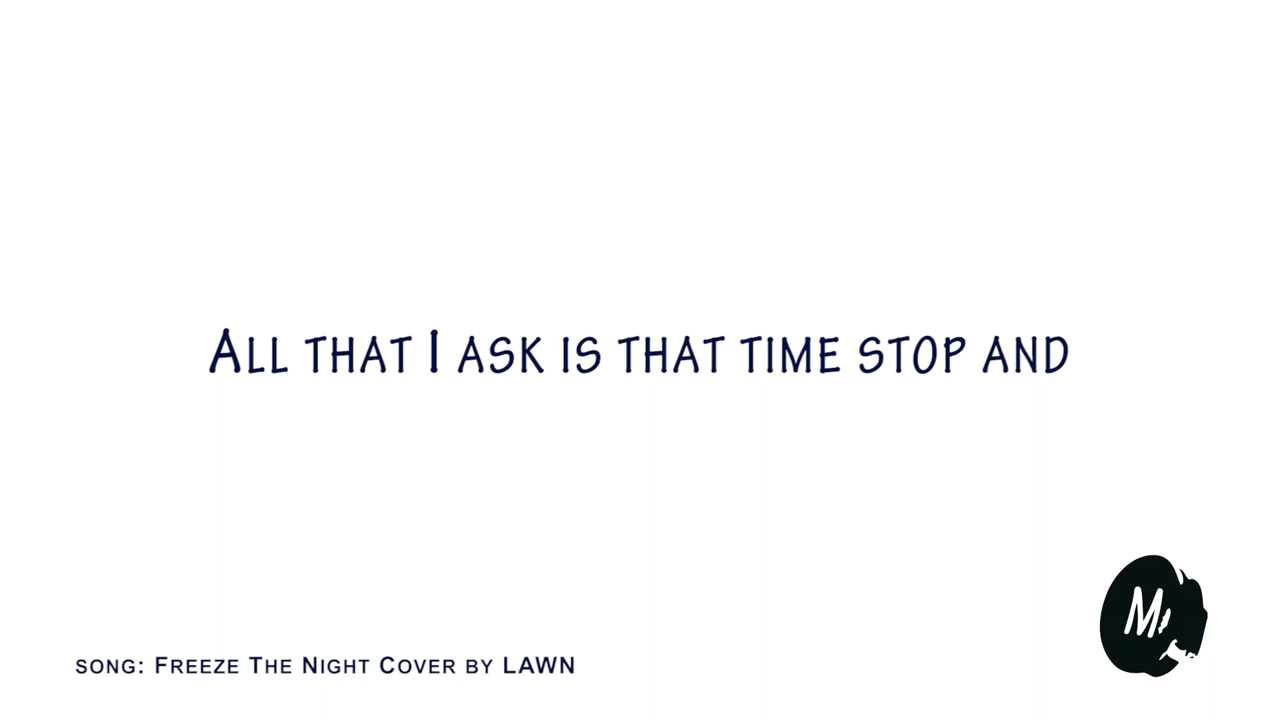 All that I ask is that time stop and
M
song: Freeze The Night Cover by LAWN